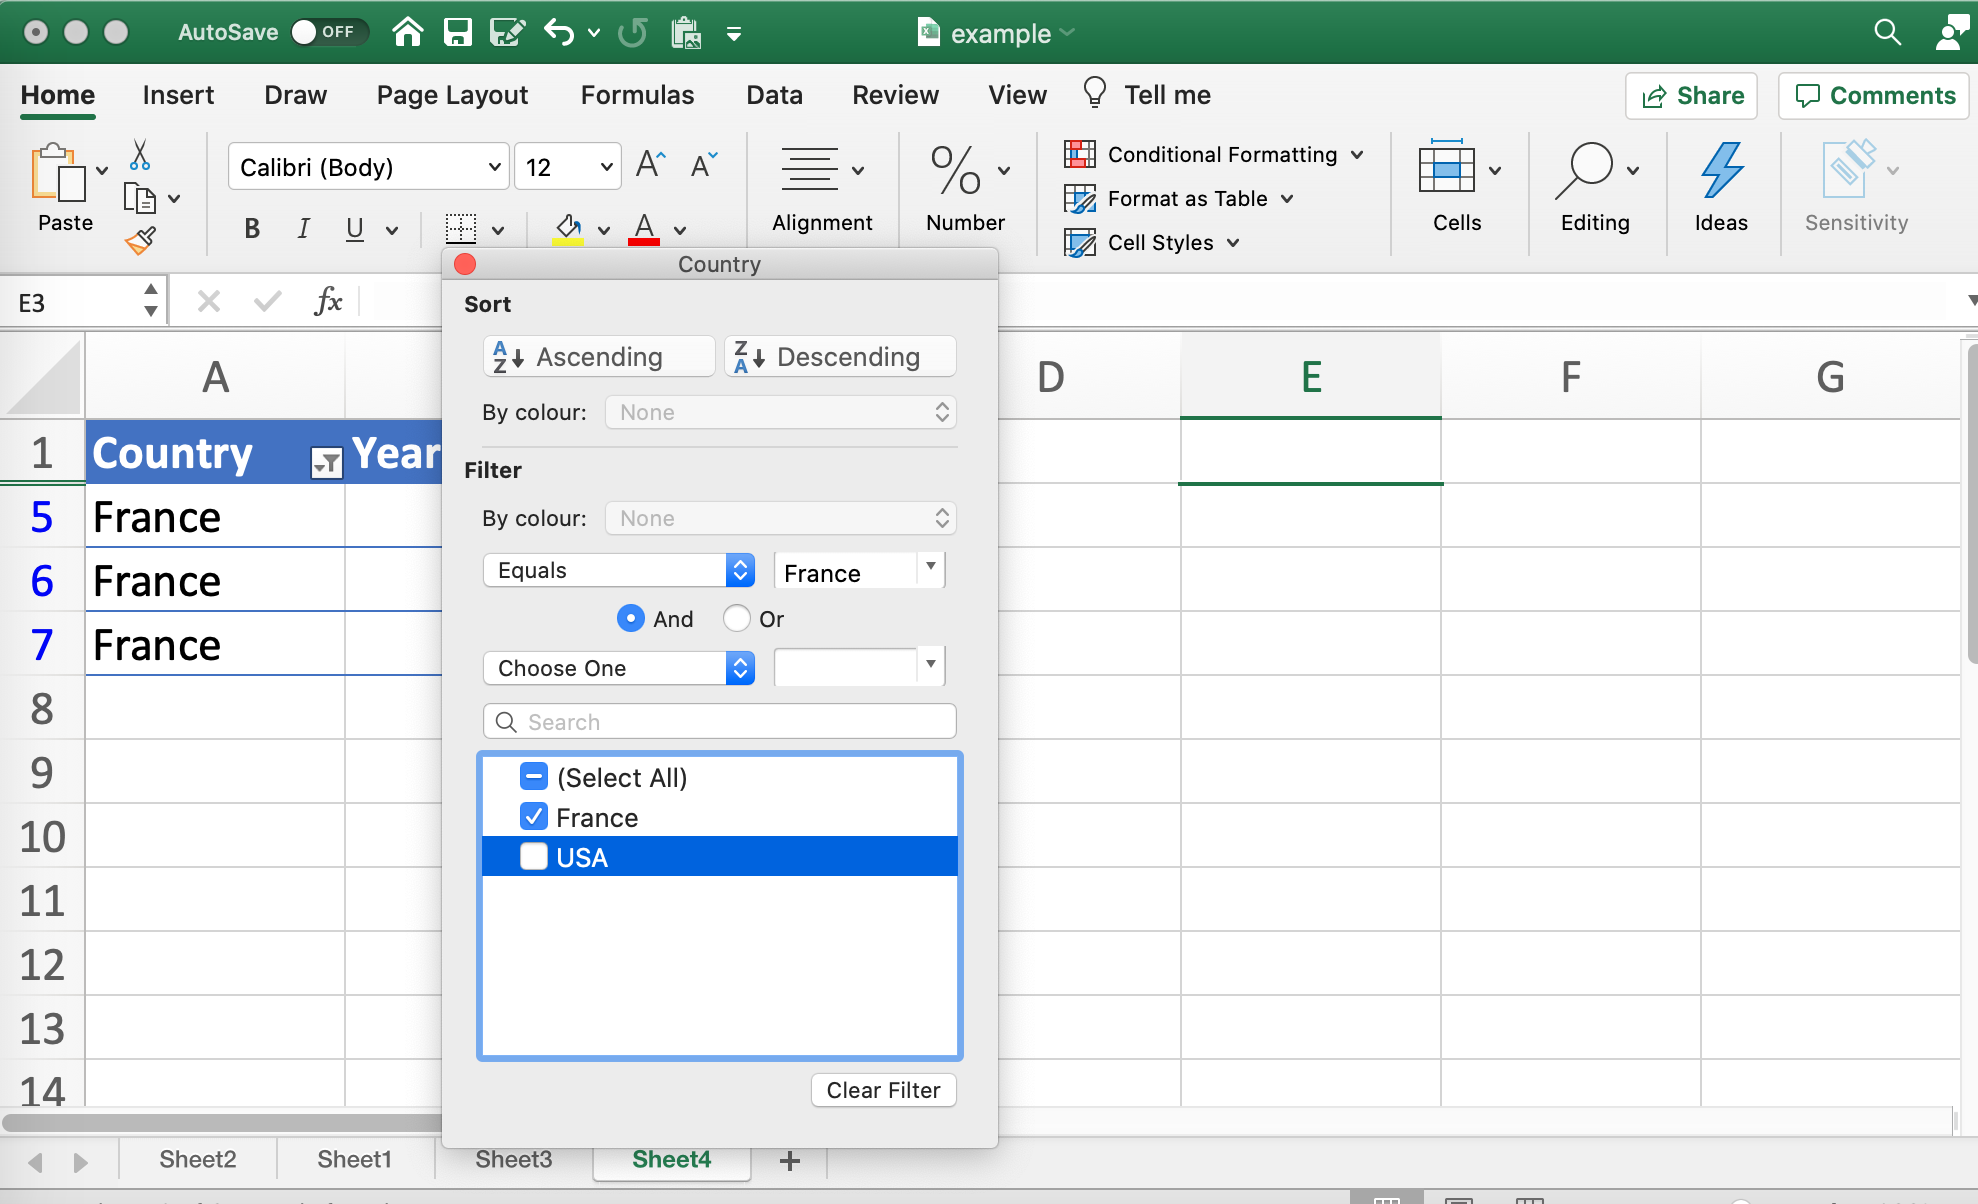 AutoSave OFF example
Home Insert Draw Page Layout Formulas Data Review View Tell me Share Comments
Paste
Calibri (Body) 12 A A
B I U A
Alignment
% Number
Conditional Formatting
Format as Table
Cell Styles
Cells
Editing
Ideas
Sensitivity
E3 fx
Country
Sort
A Z Ascending Z A Descending
By colour: None
Filter
By colour: None
Equals France
And Or
Choose One
Search
(Select All)
France
USA
Clear Filter
A D E F G
1 Country Year
5 France
6 France
7 France
8
9
10
11
12
13
14
Sheet2 Sheet1 Sheet3 Sheet4 +